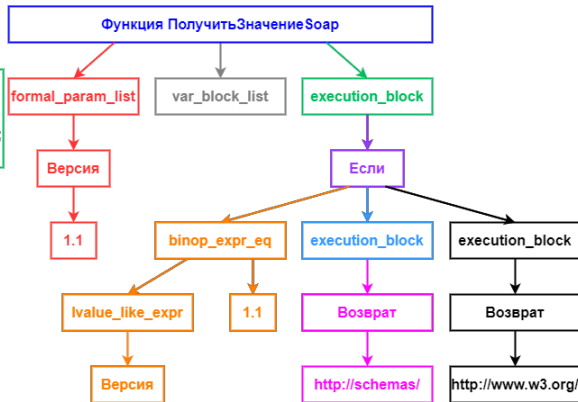 Функция ПолучитьЗначениеSoap
formal_param_list
var_block_list
execution_block
Версия
Если
1.1
binop_expr_eq
execution_block
execution_block
lvalue_like_expr
1.1
Возврат
Возврат
Версия
http://schemas/
http://www.w3.org/